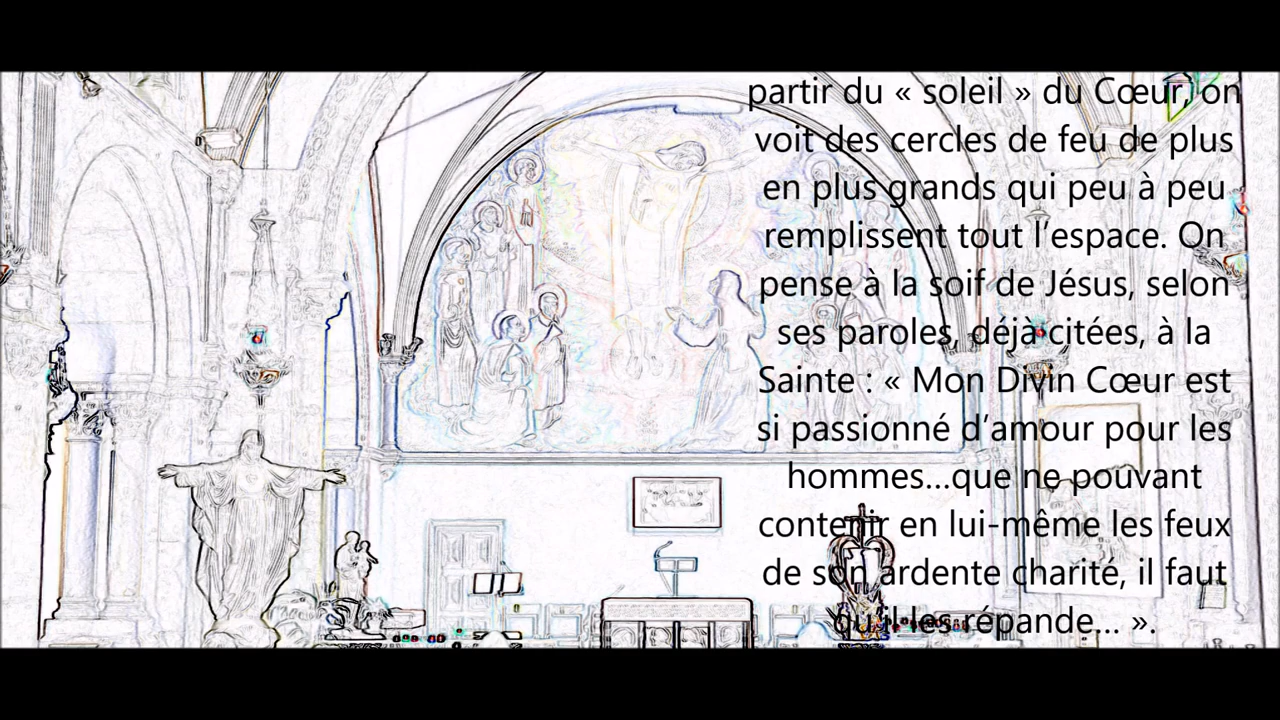 partir du « soleil » du Cœur, on
voit des cercles de feu de plus
en plus grands qui peu à peu
remplissent tout l’espace. On
pense à la soif de Jésus, selon
ses paroles, déjà citées, à la
Sainte : « Mon Divin Cœur est
si passionné d’amour pour les
hommes...que ne pouvant
contenir en lui-même les feux
de son ardente charité, il faut
qu’il les répande... ».